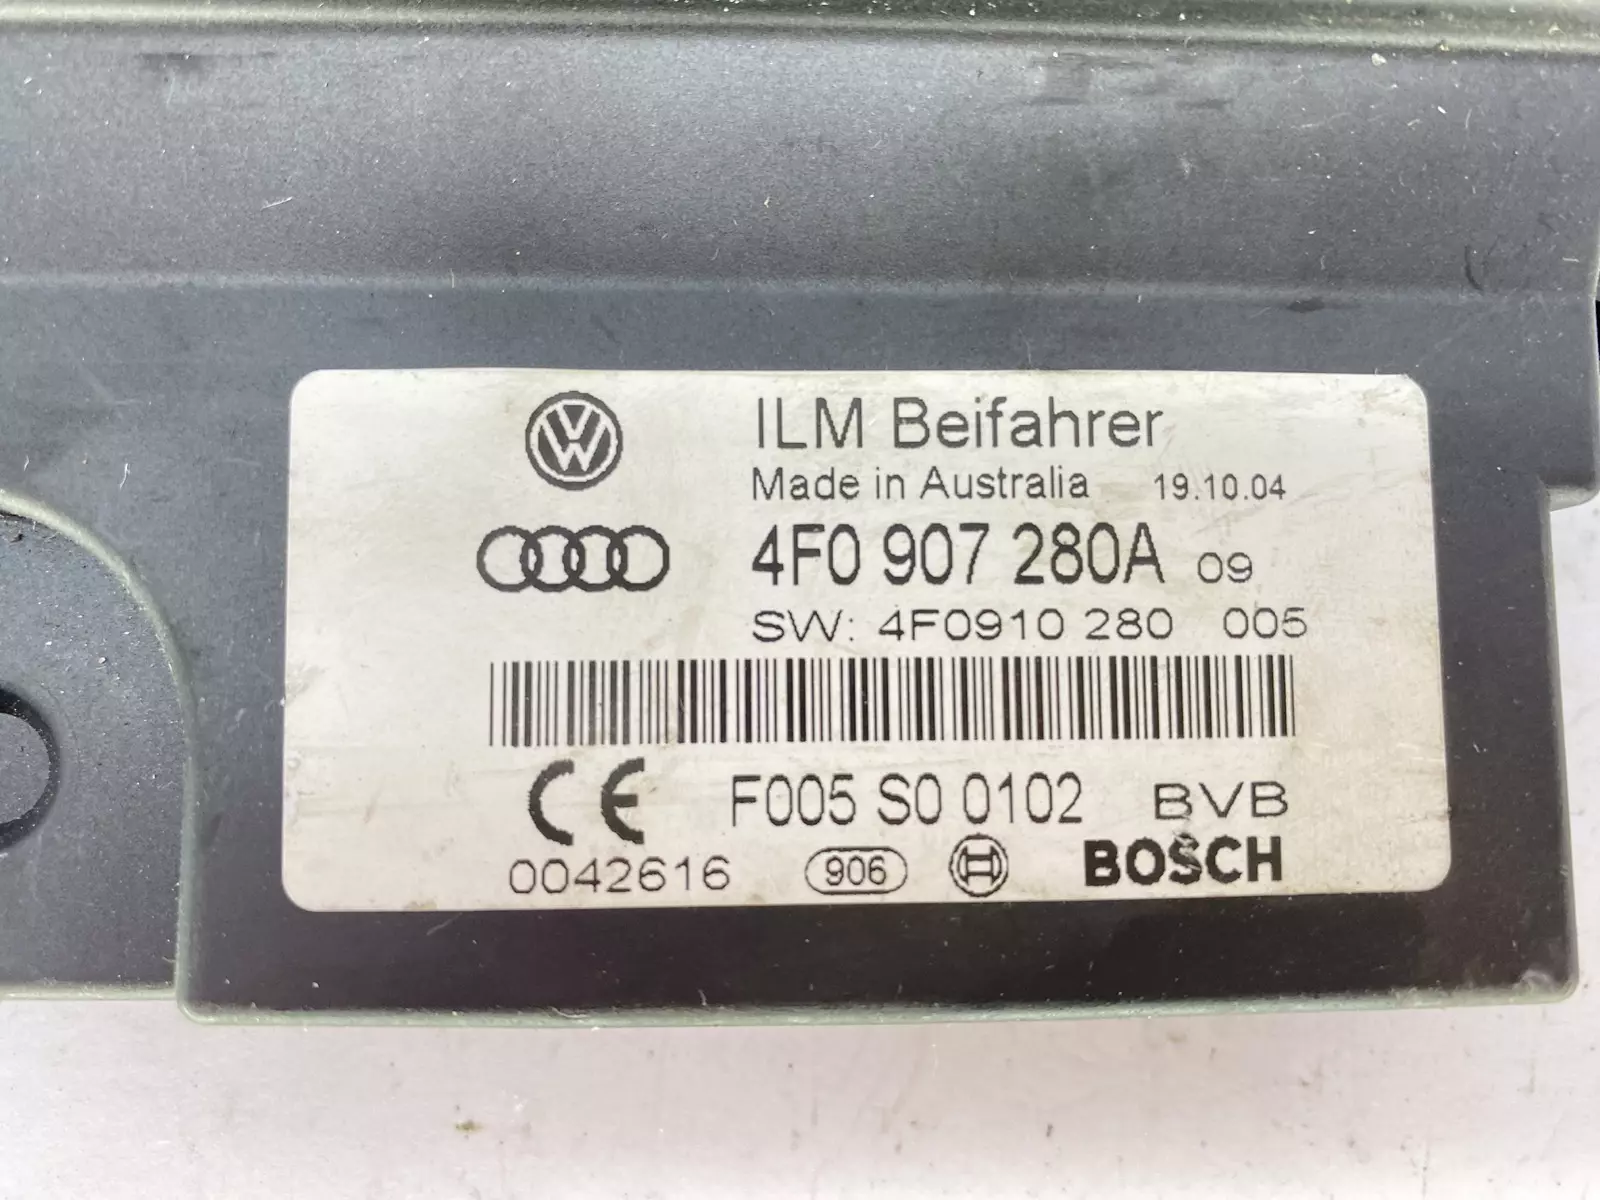 ILM Beifahrer
Made in Australia 19.10.04
4F0 907 280A 09
SW: 4F0910 280 005
CE F005 S0 0102 BVB
0042616 906 BOSCH